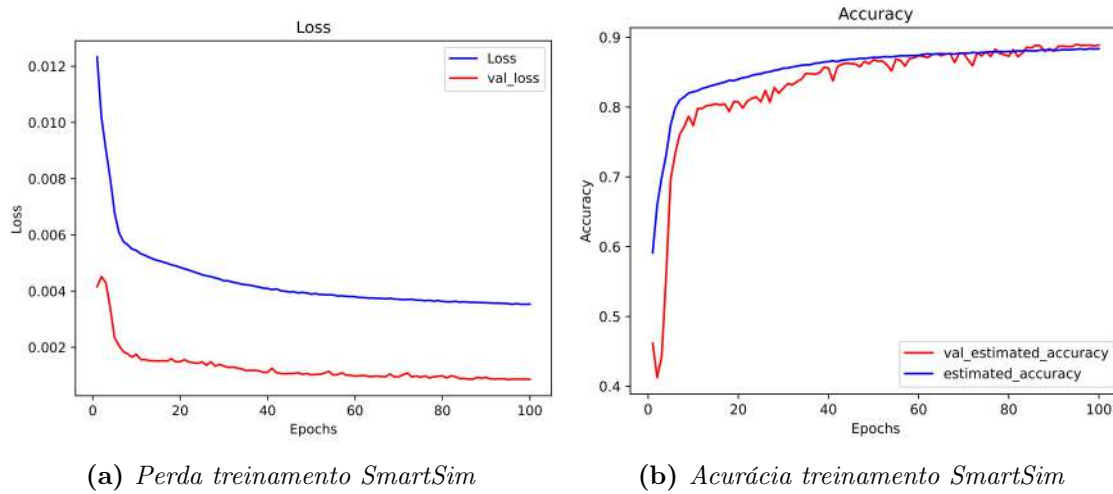 Loss
0.012
0.010
0.008
0.006
0.004
0.002
Loss
0
20
40
60
80
100
Epochs
Loss
val_loss
(a) Perda treinamento SmartSim
Accuracy
0.9
0.8
0.7
0.6
0.5
0.4
Accuracy
0
20
40
60
80
100
Epochs
val_estimated_accuracy
estimated_accuracy
(b) Acurácia treinamento SmartSim